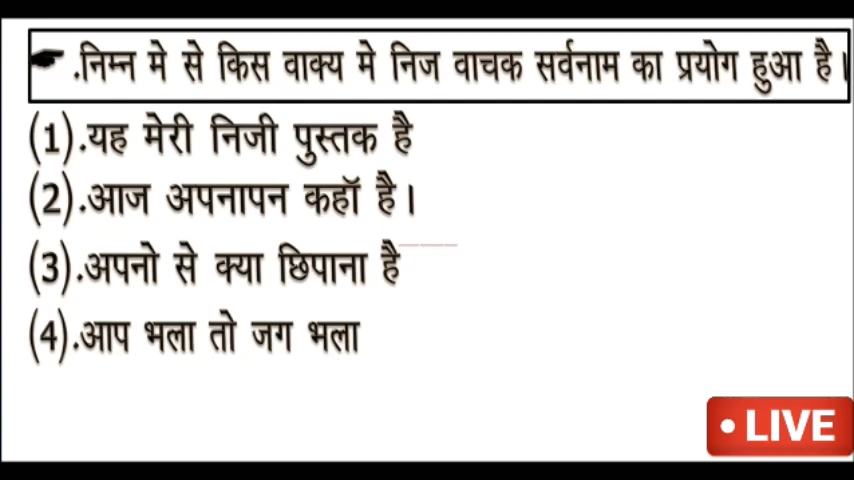 ☛.निम्न मे से किस वाक्य मे निज वाचक सर्वनाम का प्रयोग हुआ है।
(1).यह मेरी निजी पुस्तक है
(2).आज अपनापन कहॉ है।
(3).अपनो से क्या छिपाना है
(4).आप भला तो जग भला
• LIVE